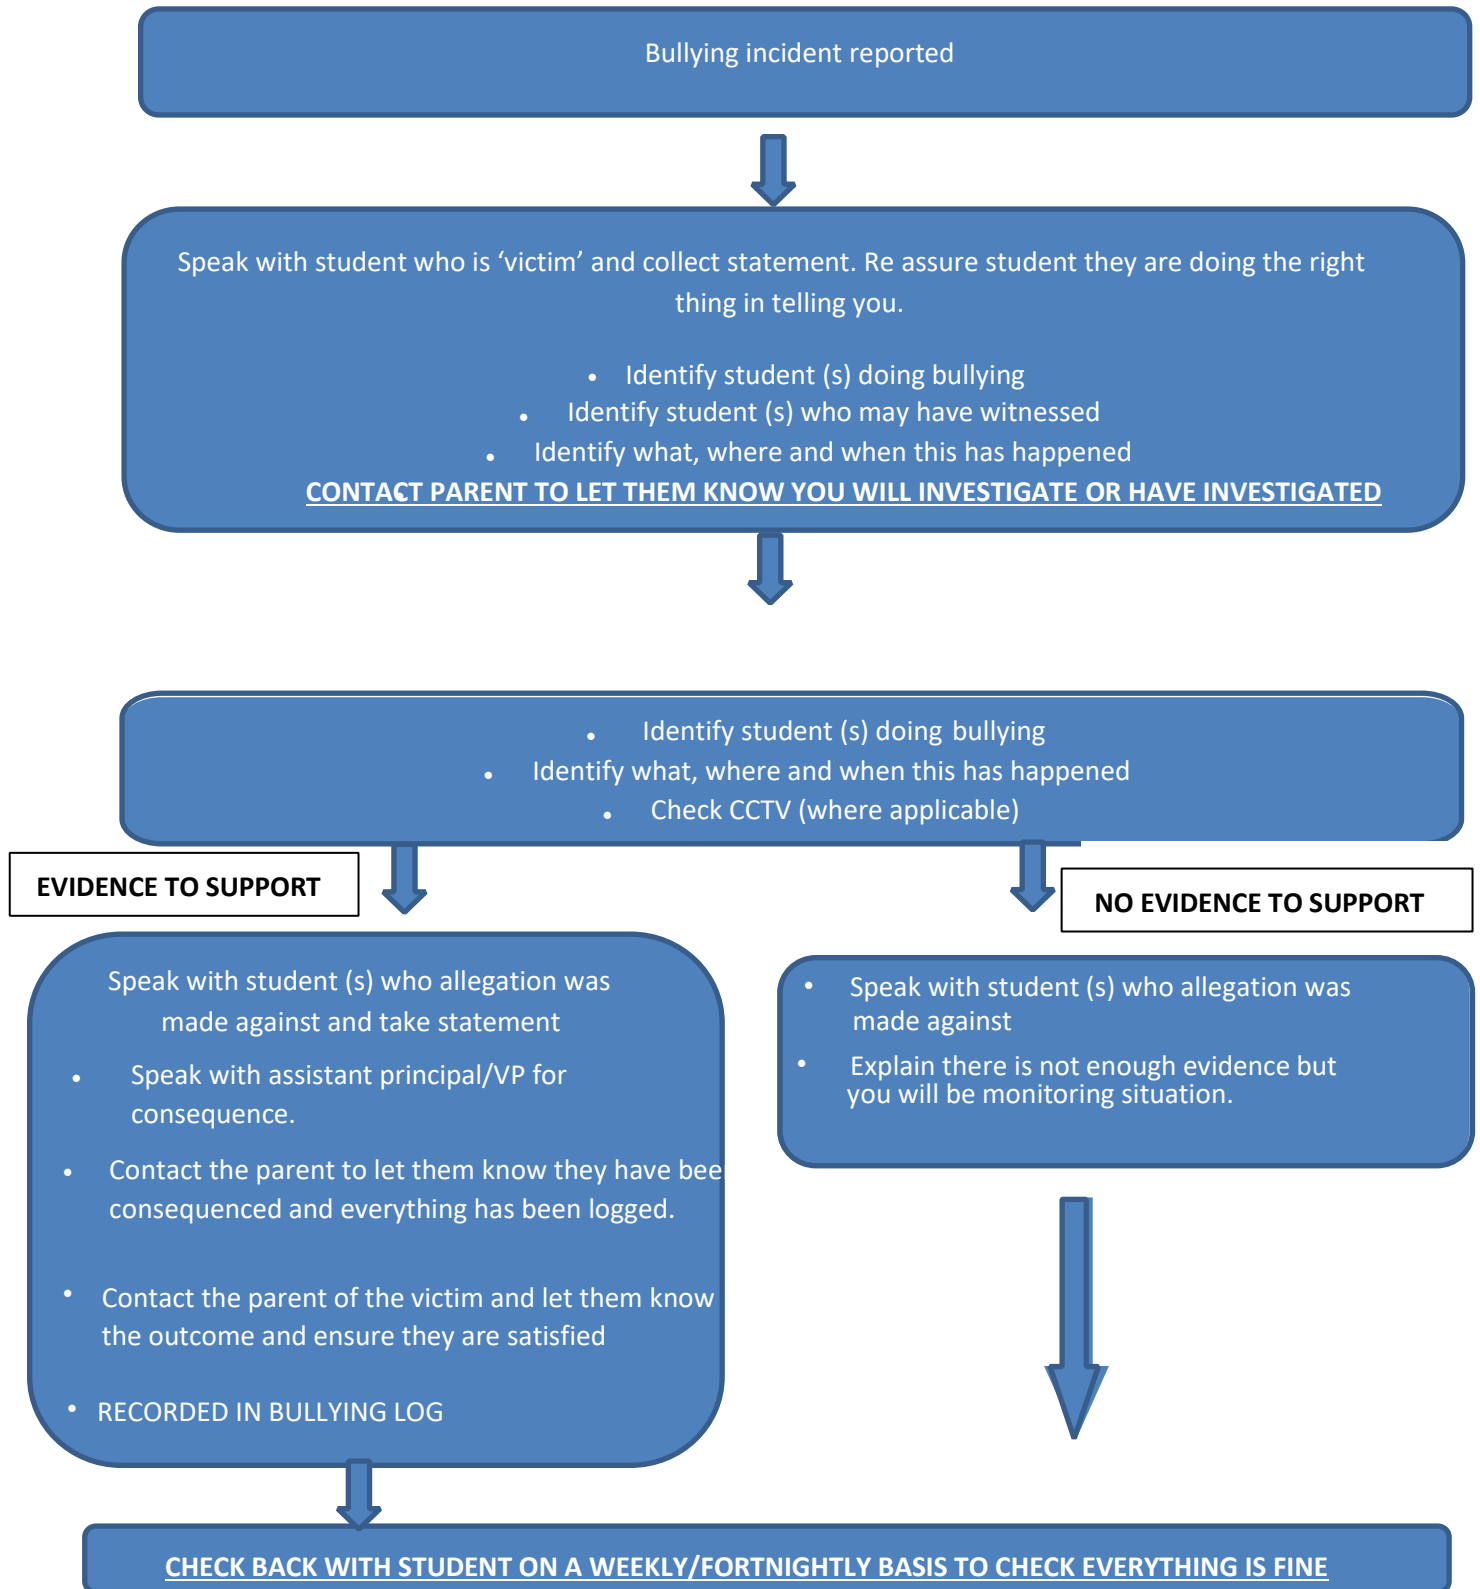 Bullying incident reported
Speak with student who is ‘victim’ and collect statement. Re assure student they are doing the right
thing in telling you.
• Identify student (s) doing bullying
• Identify student (s) who may have witnessed
• Identify what, where and when this has happened
CONTACT PARENT TO LET THEM KNOW YOU WILL INVESTIGATE OR HAVE INVESTIGATED
• Identify student (s) doing bullying
• Identify what, where and when this has happened
• Check CCTV (where applicable)
EVIDENCE TO SUPPORT
NO EVIDENCE TO SUPPORT
Speak with student (s) who allegation was
made against and take statement
• Speak with assistant principal/VP for
consequence.
• Contact the parent to let them know they have bee
consequenced and everything has been logged.
• Contact the parent of the victim and let them know
the outcome and ensure they are satisfied
• RECORDED IN BULLYING LOG
• Speak with student (s) who allegation was
made against
• Explain there is not enough evidence but
you will be monitoring situation.
CHECK BACK WITH STUDENT ON A WEEKLY/FORTNIGHTLY BASIS TO CHECK EVERYTHING IS FINE